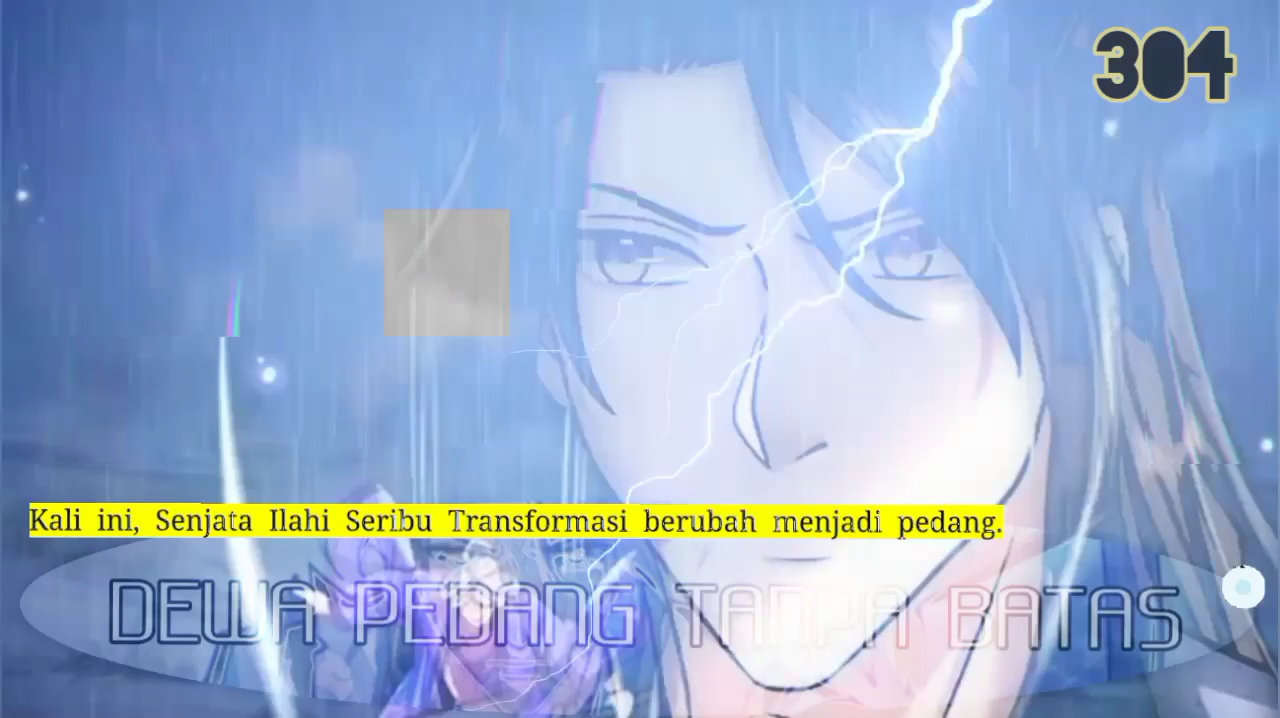 304
Kali ini, Senjata Ilahi Seribu Transformasi berubah menjadi pedang.
DEWA PEDANG TANPA BATAS